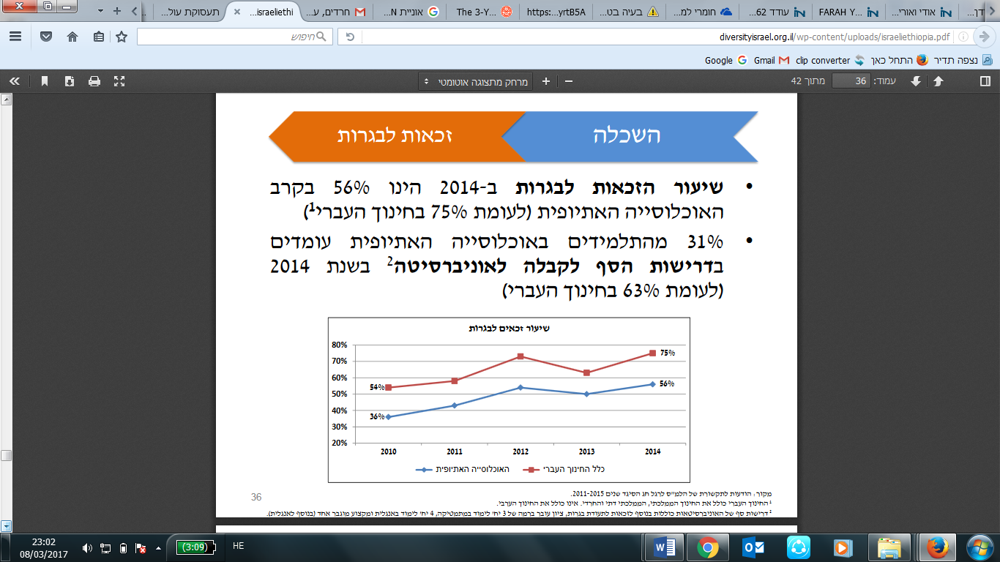 תעסוקת עול...
israeliethi...
חרדים, ע...
אוניית N...
The 3-Y...
https:...yrtB5A
בעיה בט...
חומרי למ...
עודד 62...
FARAH Y...
אודי ואורי...
דך...
חיפוש
diversityisrael.org.il/wp-content/uploads/israeliethiopia.pdf
נצפה תדיר התחל כאן clip converter Gmail Google
עמוד: 36 מתוך 42 מרחק מתצוגה אוטומטי
השכלה
זכאות לבגרות
• שיעור הזכאות לבגרות ב-2014 הינו 56% בקרב
האוכלוסייה האתיופית (לעומת 75% בחינוך העברי1)
• 31% מהתלמידים באוכלוסייה האתיופית עומדים
בדרישות הסף לקבלה לאוניברסיטה2 בשנת 2014
(לעומת 63% בחינוך העברי)
שיעור זכאים לבגרות
80%
70%
60%
50%
40%
30%
20%
54%
75%
36%
56%
2010 2011 2012 2013 2014
האוכלוסייה האתיופית כלל החינוך העברי
מקור: הודעות לתקשורת של הלמ"ס לרגל חג הסיגד שנים 2011-2015.
1 החינוך העברי כולל את החינוך הממלכתי, הממלכתי דתי והחרדי. אינו כולל את החינוך הערבי.
2 דרישות סף של האוניברסיטאות כוללות בנוסף לזכאות לתעודת בגרות, ציון עובר ברמה של 3 יח' לימוד במתמטיקה, 4 יח' לימוד באנגלית ומקצוע מוגבר אחד (בנוסף לאנגלית).
36
HE
(3:09)
23:02
08/03/2017